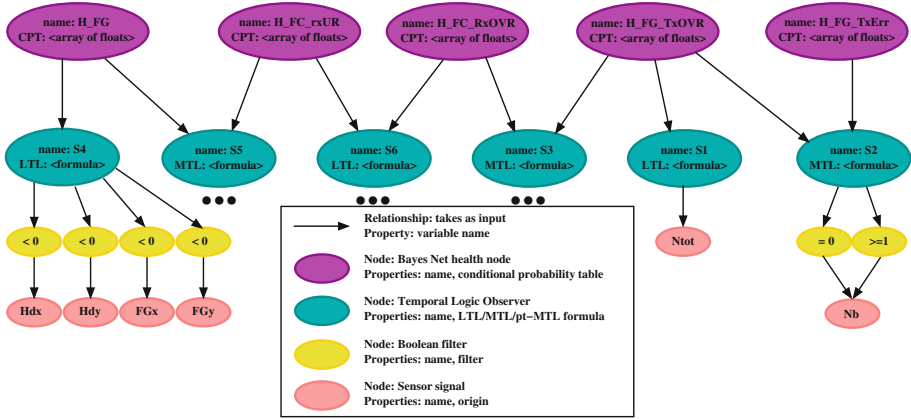 name: H_FG
CPT: <array of floats>
name: H_FC_rxUR
CPT: <array of floats>
name: H_FC_RxOVR
CPT: <array of floats>
name: H_FG_TxOVR
CPT: <array of floats>
name: H_FG_TxErr
CPT: <array of floats>
name: S4
LTL: <formula>
name: S5
MTL: <formula>
name: S6
LTL: <formula>
name: S3
MTL: <formula>
name: S1
LTL: <formula>
name: S2
MTL: <formula>
< 0
< 0
< 0
< 0
Ntot
= 0
>=1
Hdx
Hdy
FGx
FGy
Nb
Relationship: takes as input
Property: variable name
Node: Bayes Net health node
Properties: name, conditional probability table
Node: Temporal Logic Observer
Properties: name, LTL/MTL/pt−MTL formula
Node: Boolean filter
Properties: name, filter
Node: Sensor signal
Properties: name, origin